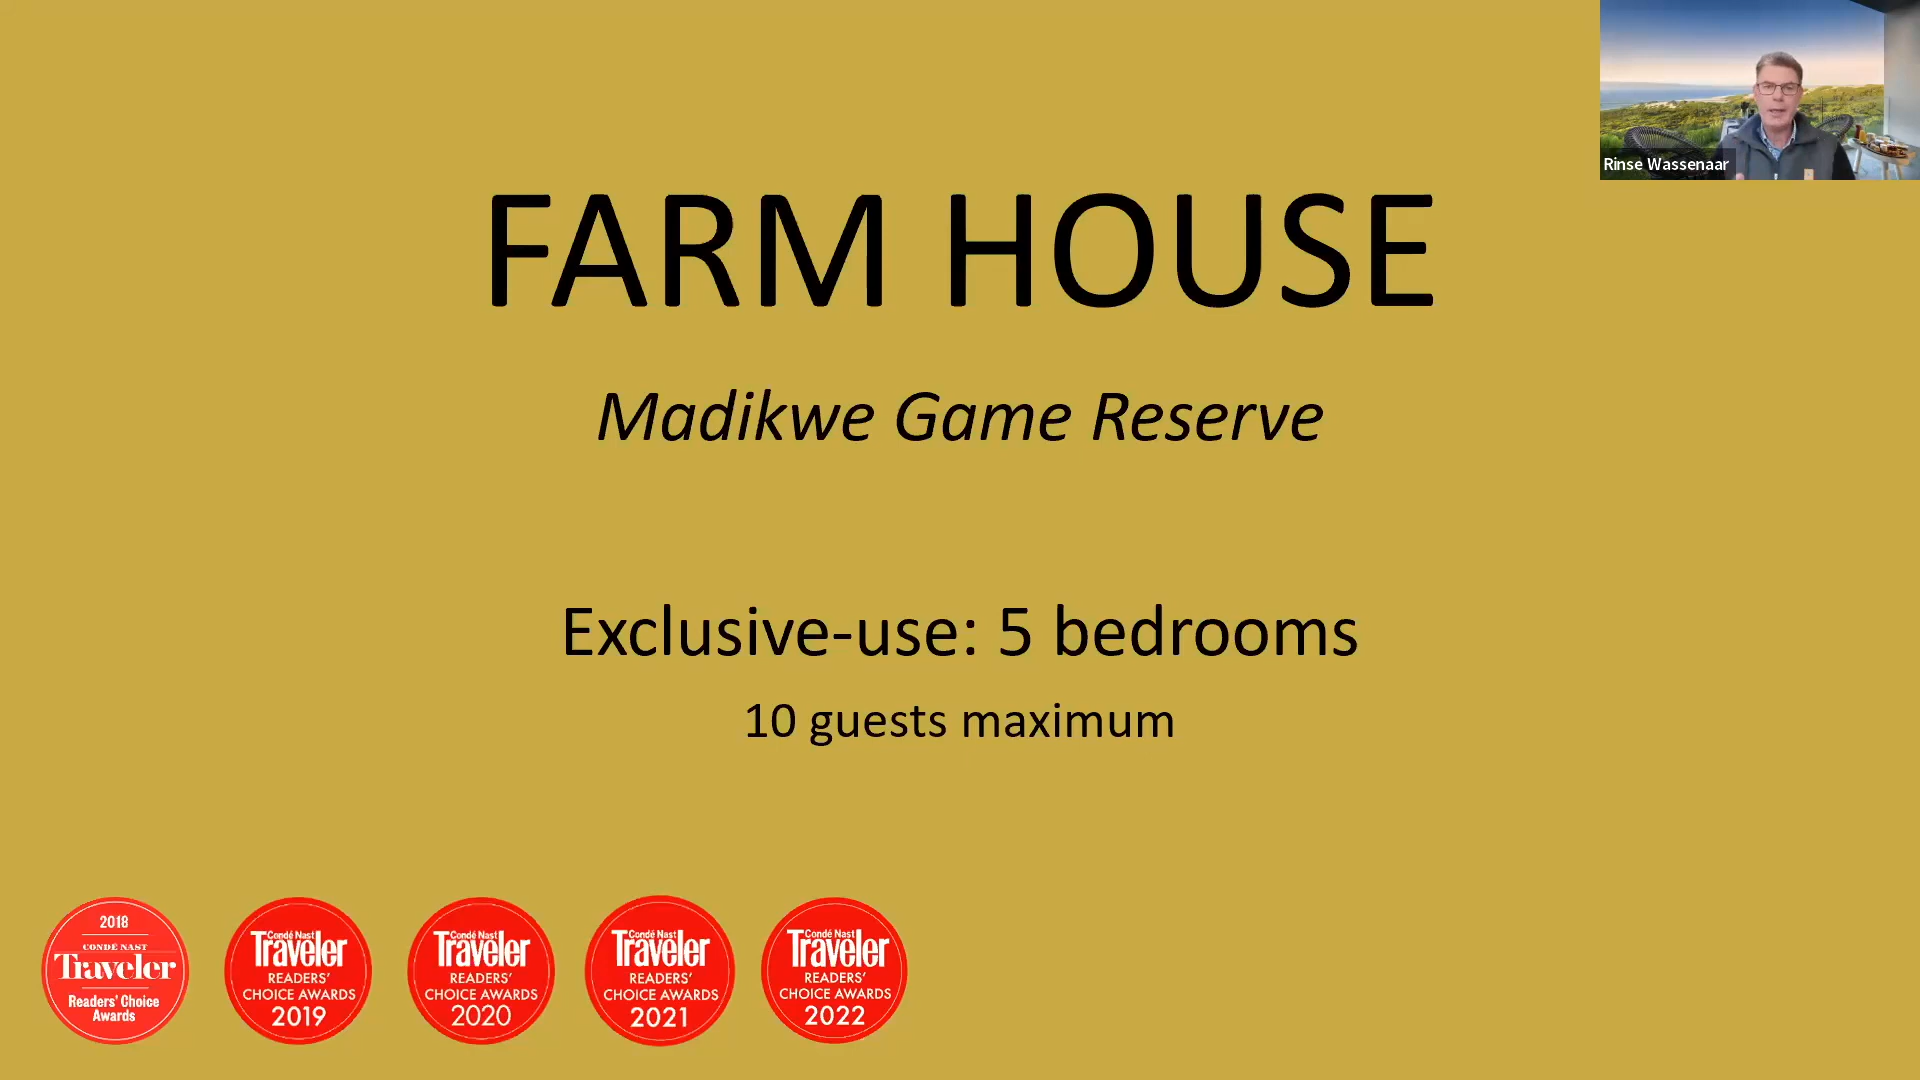 Rinse Wassenaar
FARM HOUSE
Madikwe Game Reserve
Exclusive-use: 5 bedrooms
10 guests maximum
2018
CONDÉ NAST
Traveler
Readers' Choice
Awards
Condé Nast
Traveler
READERS'
CHOICE AWARDS
2019
Condé Nast
Traveler
READERS'
CHOICE AWARDS
2020
Condé Nast
Traveler
READERS'
CHOICE AWARDS
2021
Condé Nast
Traveler
READERS'
CHOICE AWARDS
2022